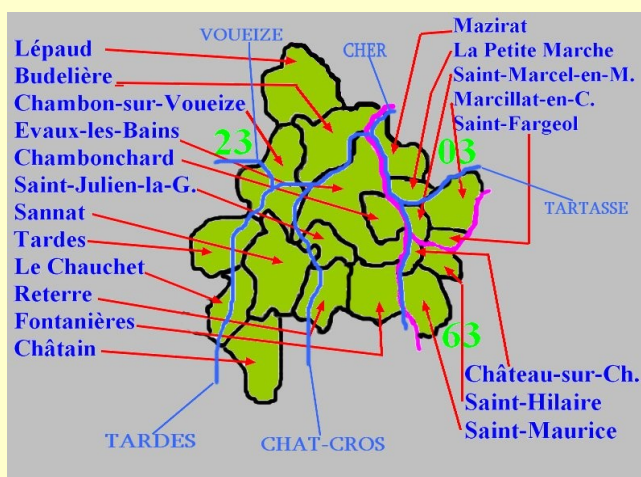 Lépaud
Budelière
Chambon-sur-Voueize
Evaux-les-Bains
Chambonchard
Saint-Julien-la-G.
Sannat
Tardes
Le Chauchet
Reterre
Fontanières
Châtain
VOUEIZE
CHER
23
03
63
TARDES
CHAT-CROS
TARTASSE
Mazirat
La Petite Marche
Saint-Marcel-en-M.
Marcillat-en-C.
Saint-Fargeol
Château-sur-Ch.
Saint-Hilaire
Saint-Maurice